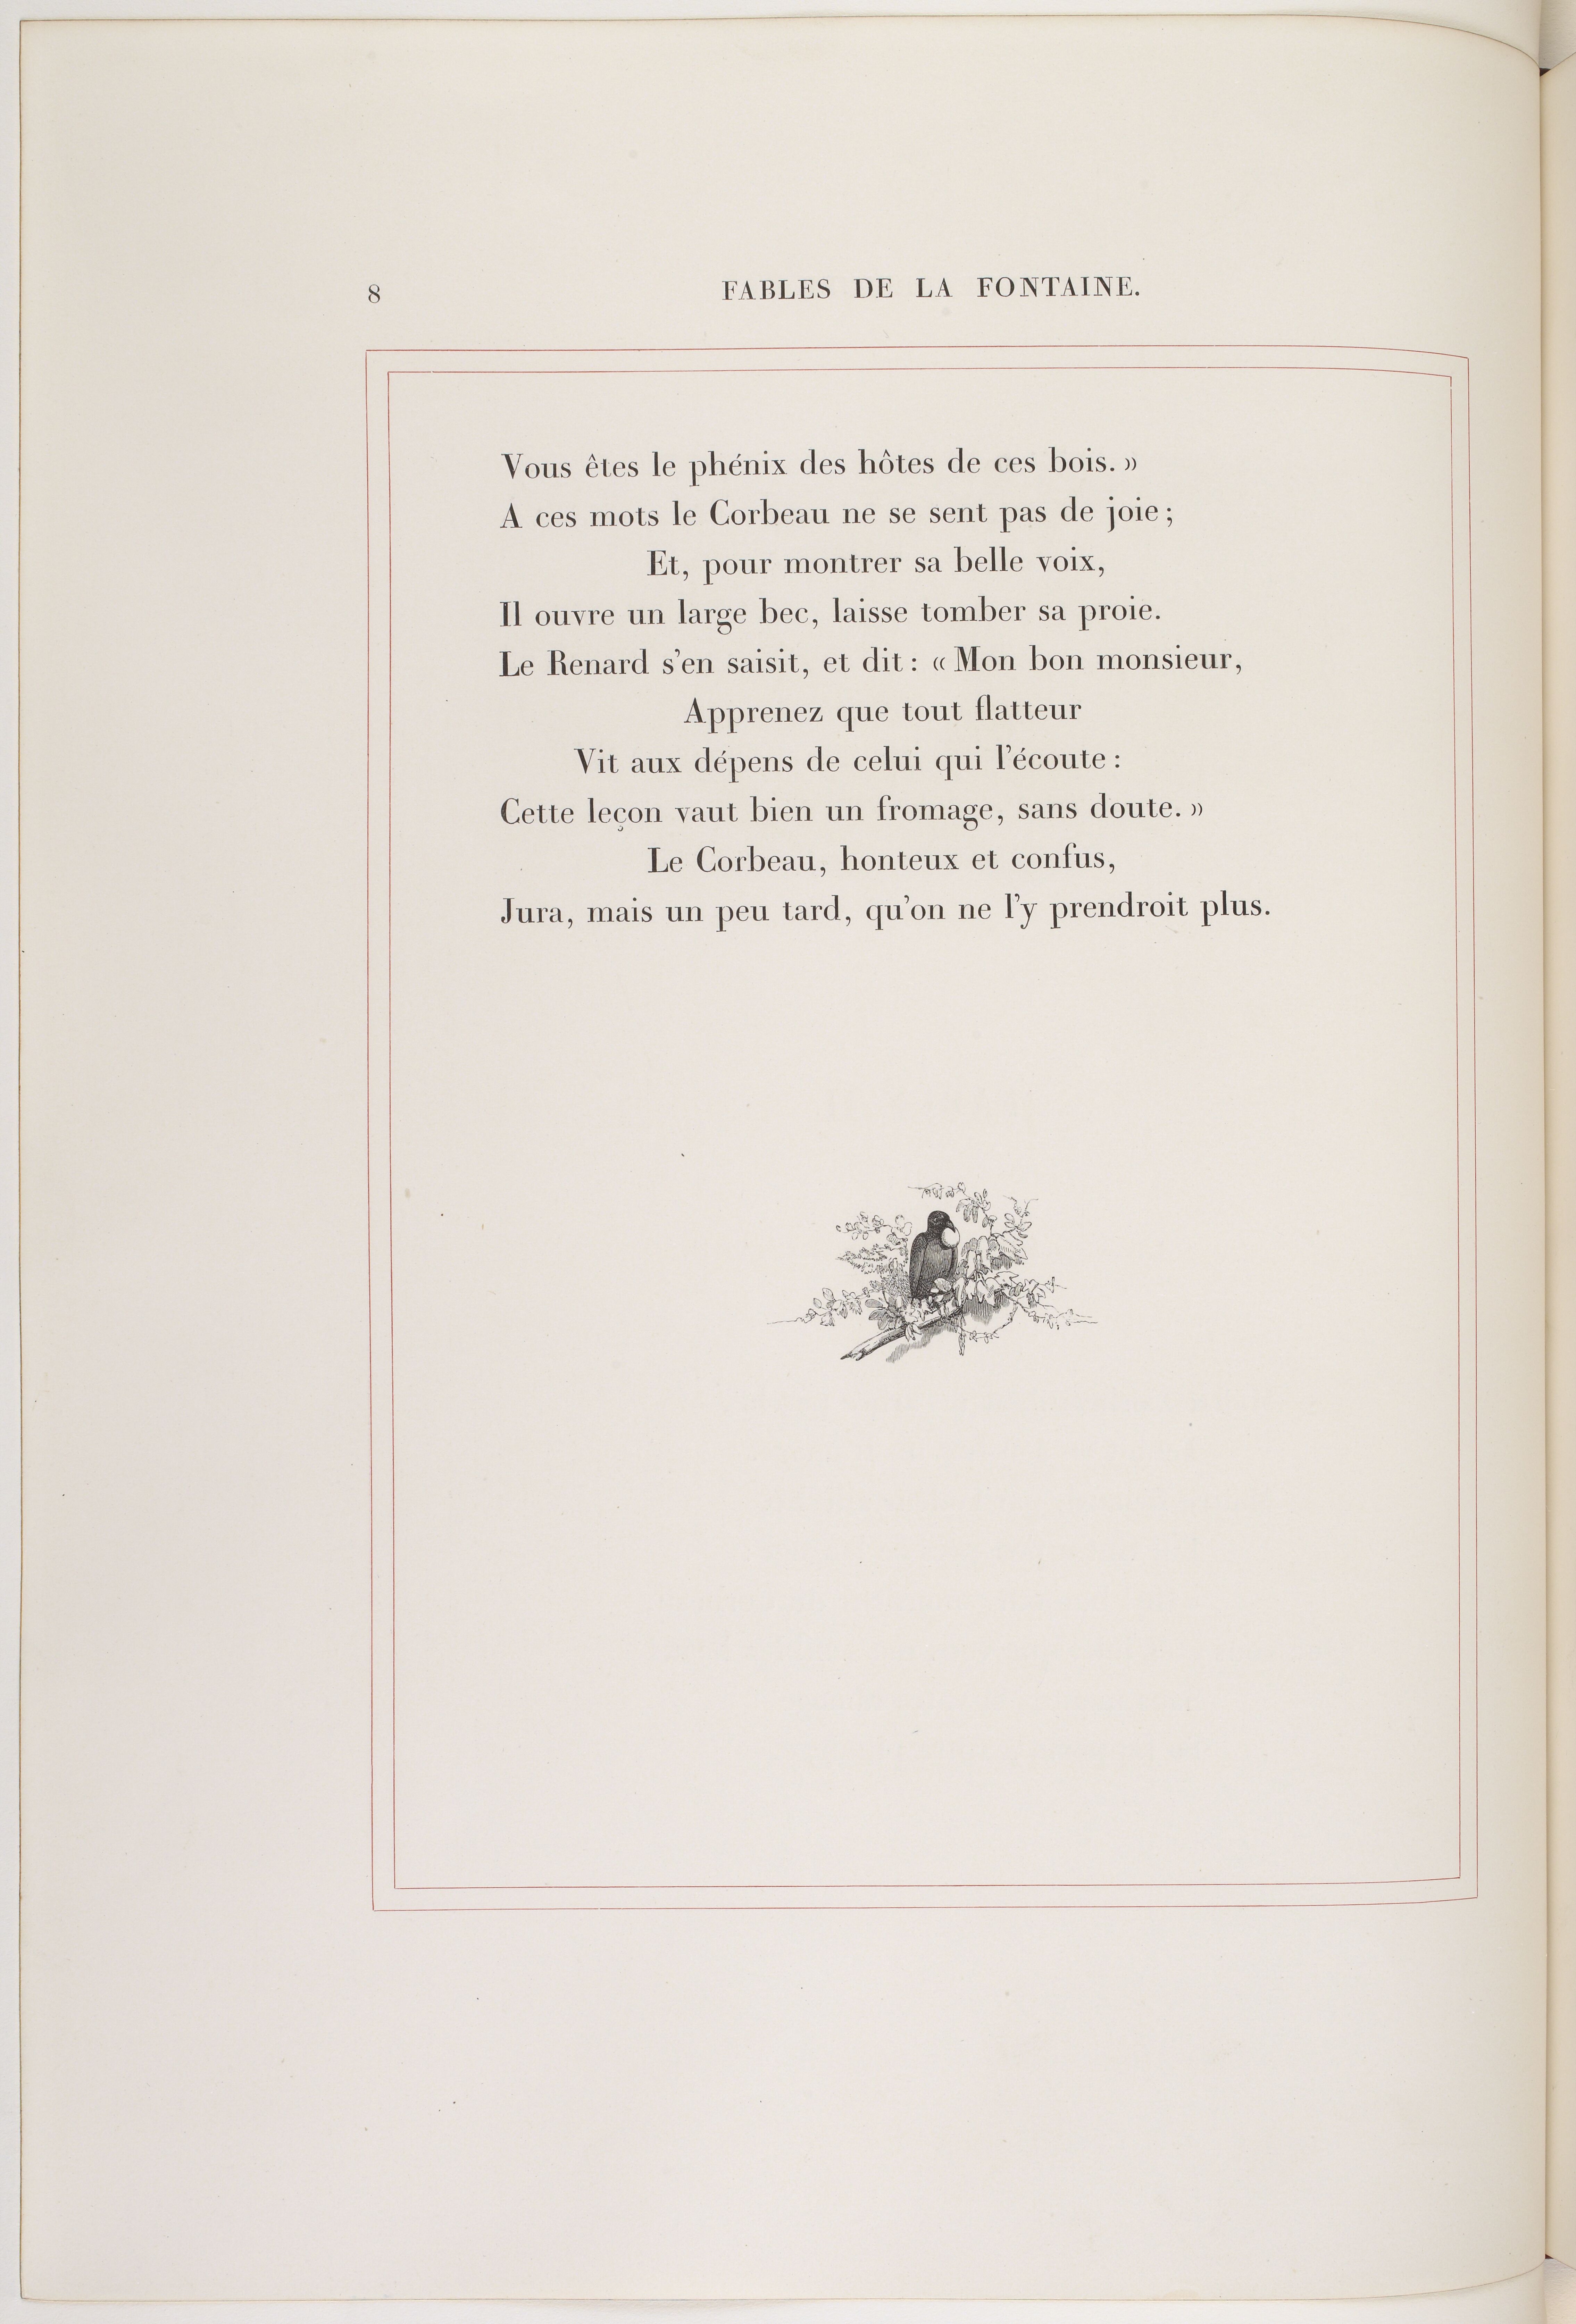 8
FABLES DE LA FONTAINE.
Vous êtes le phénix des hôtes de ces bois. »
A ces mots le Corbeau ne se sent pas de joie ;
Et, pour montrer sa belle voix,
Il ouvre un large bec, laisse tomber sa proie.
Le Renard s'en saisit, et dit : « Mon bon monsieur,
Apprenez que tout flatteur
Vit aux dépens de celui qui l'écoute :
Cette leçon vaut bien un fromage, sans doute. »
Le Corbeau, honteux et confus,
Jura, mais un peu tard, qu'on ne l'y prendroit plus.